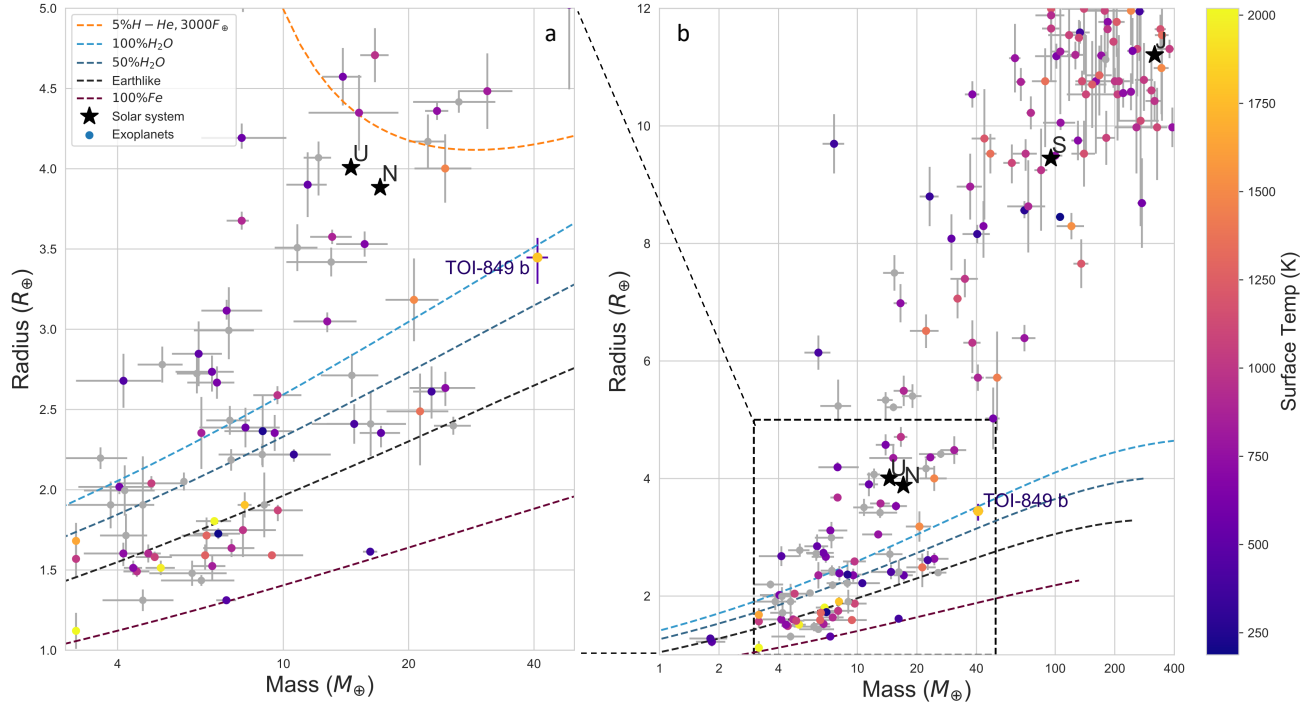 a
5%H − He, 3000F⊕
100%H₂O
50%H₂O
Earthlike
100%Fe
Solar system
Exoplanets
U
N
TOI-849 b
5.0
4.5
4.0
3.5
3.0
2.5
2.0
1.5
1.0
Radius (R⊕)
4
10
20
40
Mass (M⊕)
b
J
S
U
N
TOI-849 b
12
10
8
6
4
2
Radius (R⊕)
1
2
4
10
20
40
100
200
400
Mass (M⊕)
2000
1750
1500
1250
1000
750
500
250
Surface Temp (K)